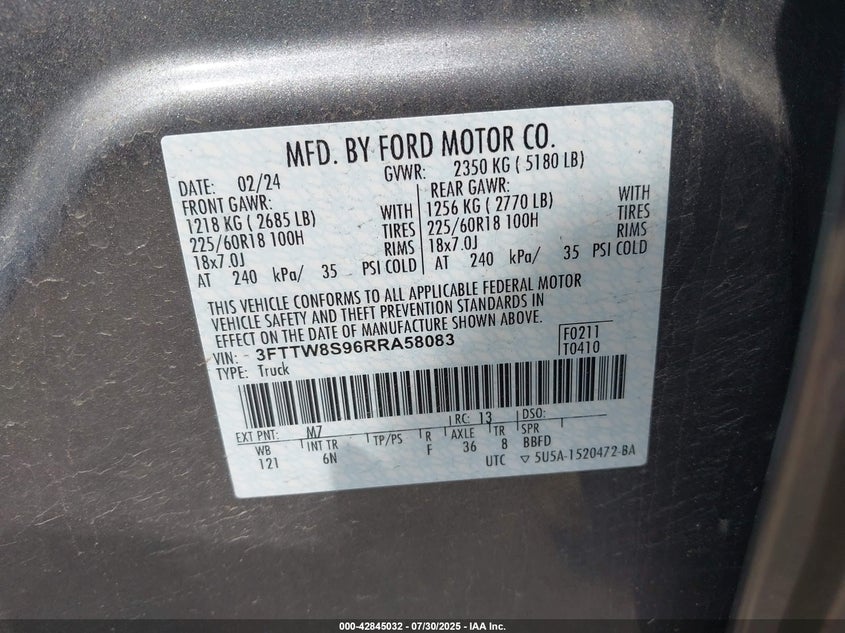 MFD. BY FORD MOTOR CO.
DATE: 02/24 GVWR: 2350 KG ( 5180 LB)
FRONT GAWR: REAR GAWR:
1218 KG ( 2685 LB) WITH 1256 KG ( 2770 LB) WITH
225/60R18 100H TIRES 225/60R18 100H TIRES
18x7.0J RIMS 18x7.0J RIMS
AT 240 kPa/ 35 PSI COLD AT 240 kPa/ 35 PSI COLD
THIS VEHICLE CONFORMS TO ALL APPLICABLE FEDERAL MOTOR
VEHICLE SAFETY AND THEFT PREVENTION STANDARDS IN
EFFECT ON THE DATE OF MANUFACTURE SHOWN ABOVE.
VIN: 3FTTW8S96RRA58083 F0211
TYPE: Truck T0410
EXT PNT: M7 RC: 13 DSO:
WB INT TR TP/PS R AXLE TR SPR
121 6N F 36 8 BBFD
UTC ▽ 5U5A-1520472-BA
000-42845032 - 07/30/2025 - IAA Inc.